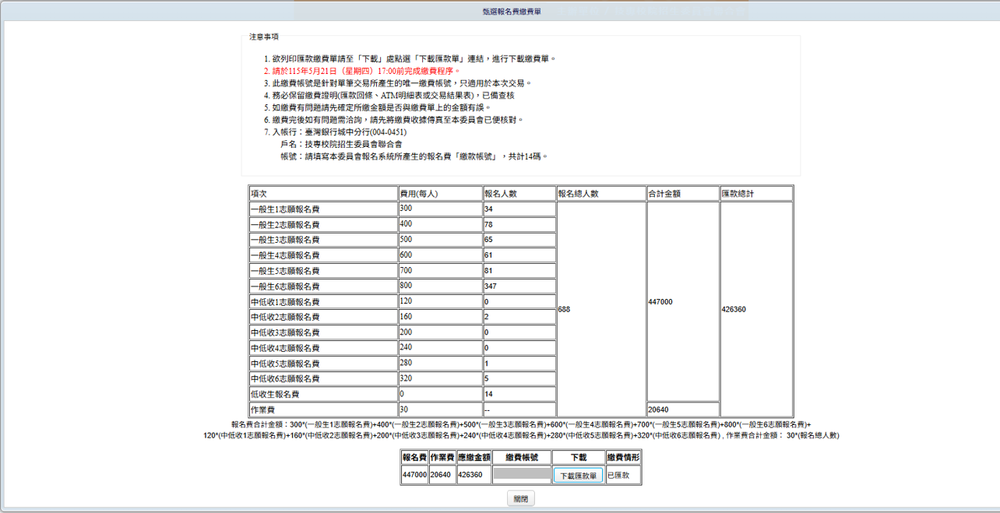 甄選報名費繳費單
注意事項
1. 欲列印匯款繳費單請至「下載」處點選「下載匯款單」連結，進行下載繳費單。
2. 請於115年5月21日（星期四）17:00前完成繳費程序。
3. 此繳費帳號是針對單筆交易所產生的唯一繳費帳號，只適用於本次交易。
4. 務必保留繳費證明(匯款回條、ATM明細表或交易結果表)，已備查核
5. 如繳費有問題請先確定所繳金額是否與繳費單上的金額有誤。
6. 繳費完後如有問題需洽詢，請先將繳費收據傳真至本委員會已便核對。
7. 入帳行：臺灣銀行城中分行(004-0451)
戶名：技專校院招生委員會聯合會
帳號：請填寫本委員會報名系統所產生的報名費「繳款帳號」，共計14碼。
項次 費用(每人) 報名人數 報名總人數 合計金額 匯款總計
一般生1志願報名費 300 34
一般生2志願報名費 400 78
一般生3志願報名費 500 65
一般生4志願報名費 600 61
一般生5志願報名費 700 81
一般生6志願報名費 800 347
中低收1志願報名費 120 0 447000
688 426360
中低收2志願報名費 160 2
中低收3志願報名費 200 0
中低收4志願報名費 240 0
中低收5志願報名費 280 1
中低收6志願報名費 320 5
低收生報名費 0 14
作業費 30 -- 20640
報名費合計金額：300*(一般生1志願報名費)+400*(一般生2志願報名費)+500*(一般生3志願報名費)+600*(一般生4志願報名費)+700*(一般生5志願報名費)+800*(一般生6志願報名費)+
120*(中低收1志願報名費)+160*(中低收2志願報名費)+200*(中低收3志願報名費)+240*(中低收4志願報名費)+280*(中低收5志願報名費)+320*(中低收6志願報名費) , 作業費合計金額： 30*(報名總人數)
報名費 作業費 應繳金額 繳費帳號 下載 繳費情形
447000 20640 426360 下載匯款單 已匯款
關閉